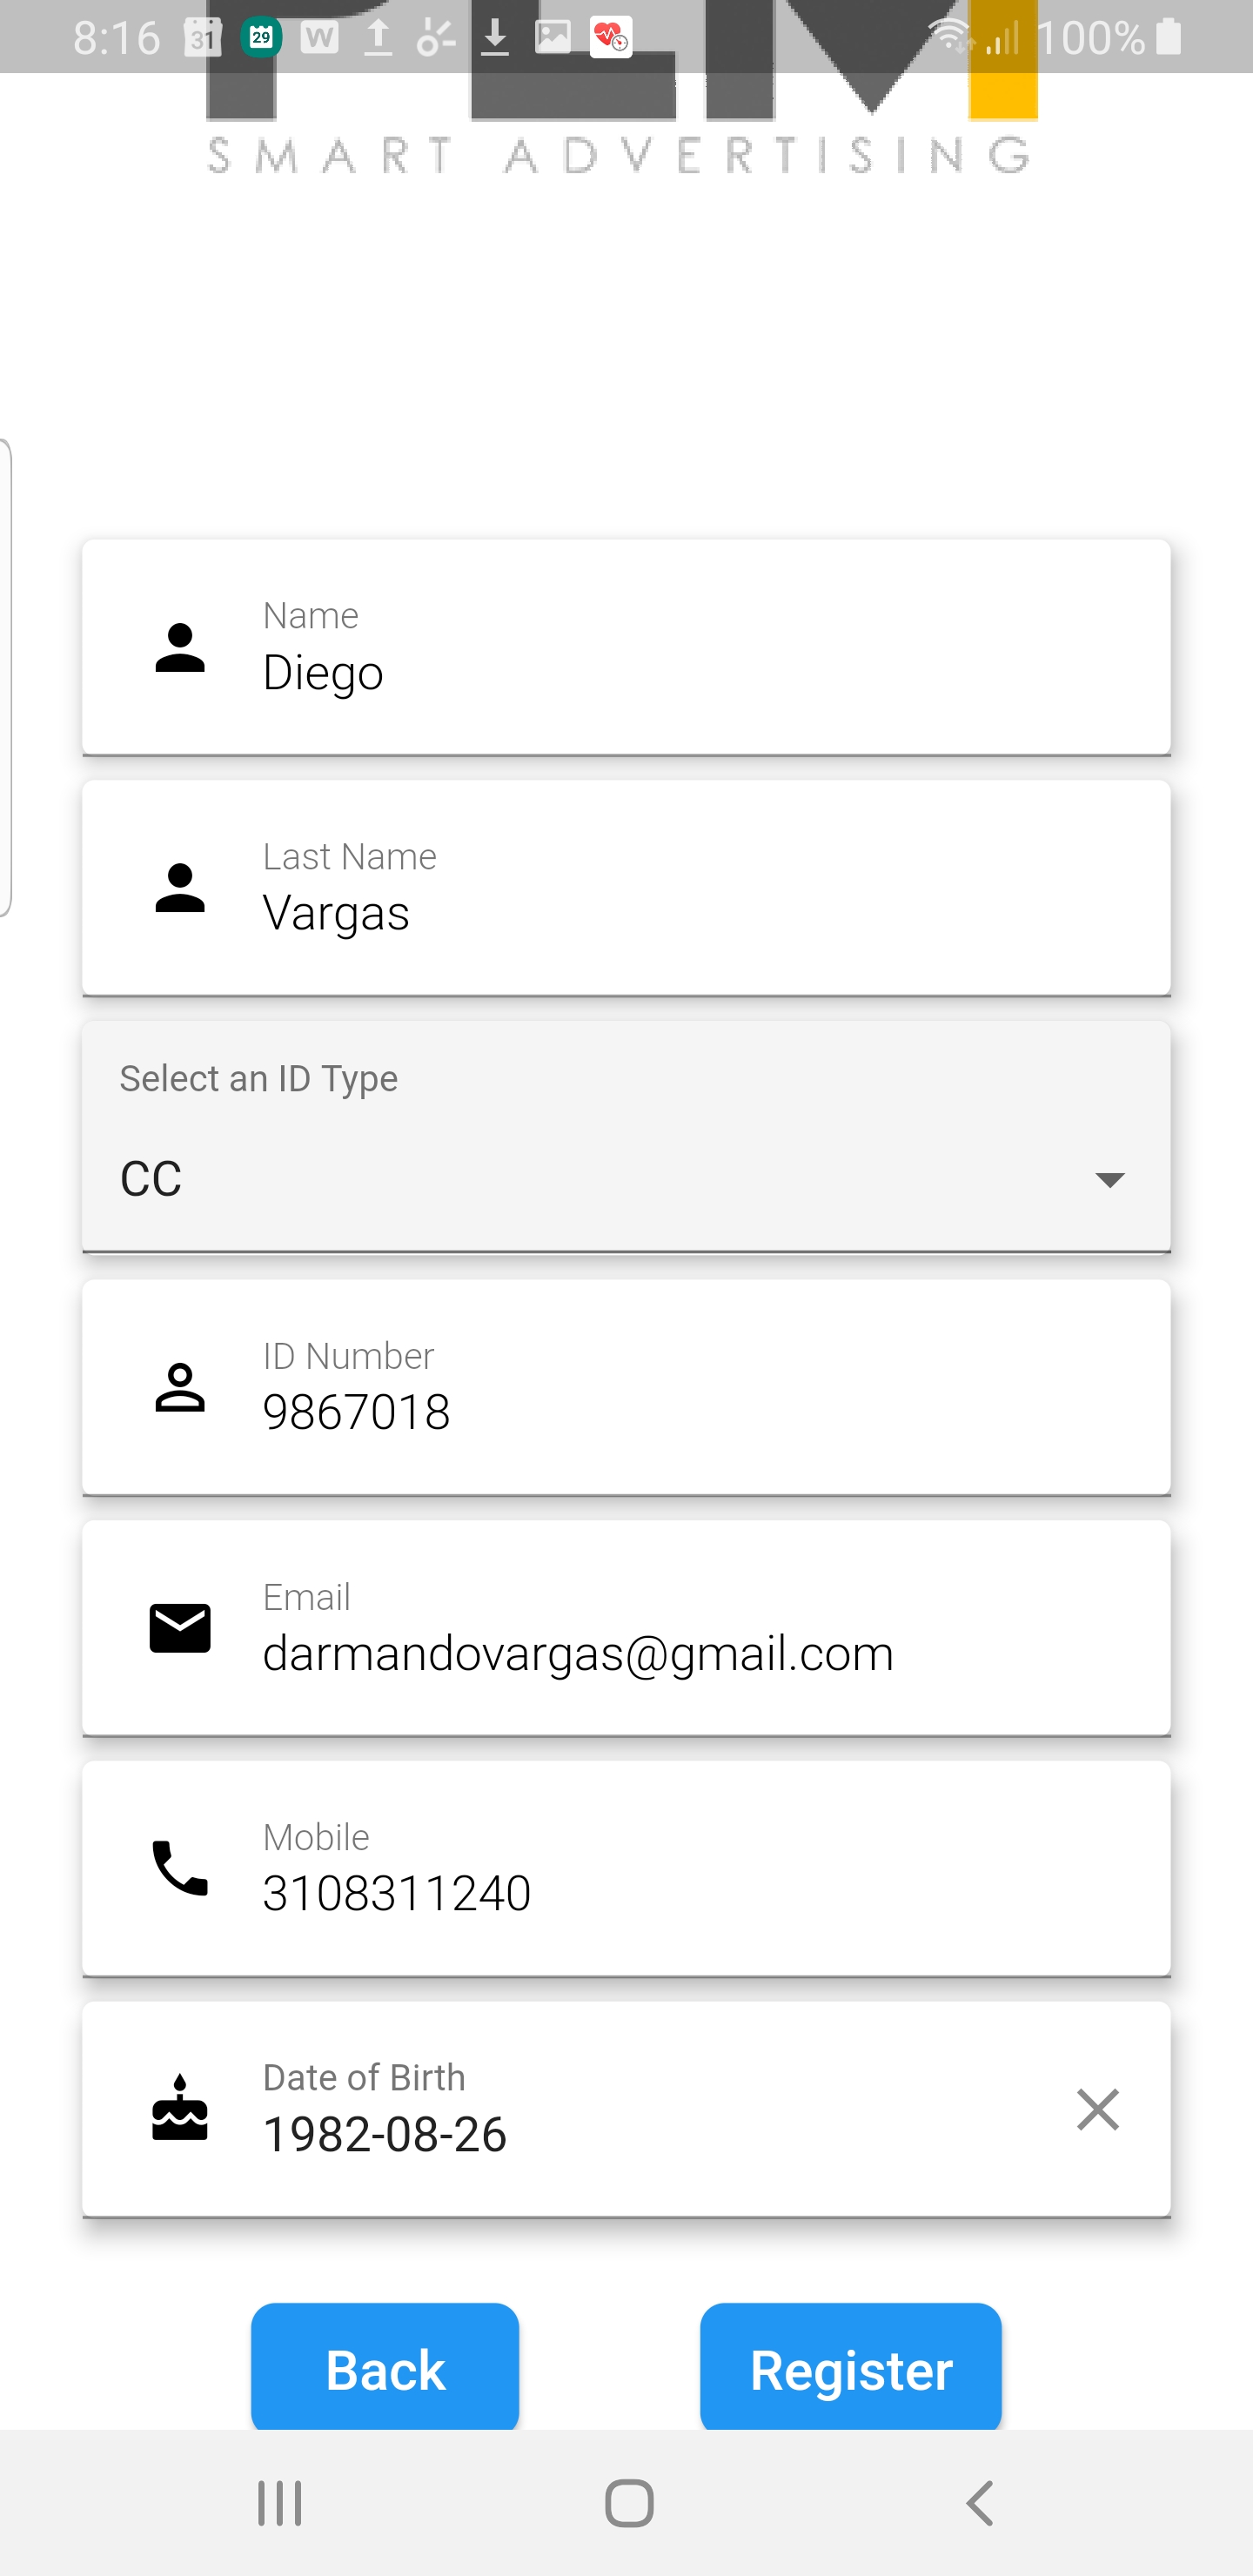 8:16 31 29 W 100%
SMART ADVERTISING
Name
Diego
Last Name
Vargas
Select an ID Type
CC
ID Number
9867018
Email
darmandovargas@gmail.com
Mobile
3108311240
Date of Birth
1982-08-26
Back Register